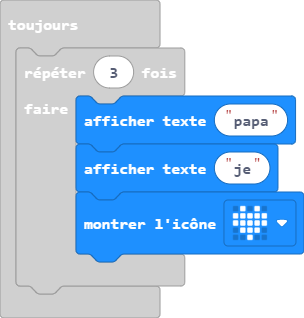 toujours
répéter 3 fois
faire
afficher texte "papa"
afficher texte "je"
montrer l'icône